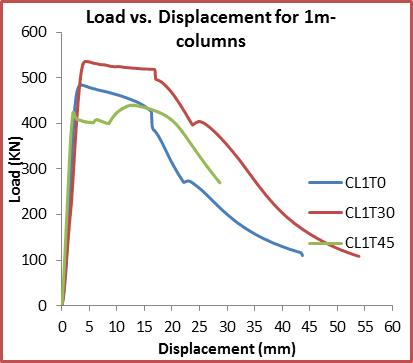 Load vs. Displacement for 1m-
columns
600
500
400
300
200
100
0
Load (KN)
CL1T0
CL1T30
CL1T45
0 5 10 15 20 25 30 35 40 45 50 55 60
Displacement (mm)